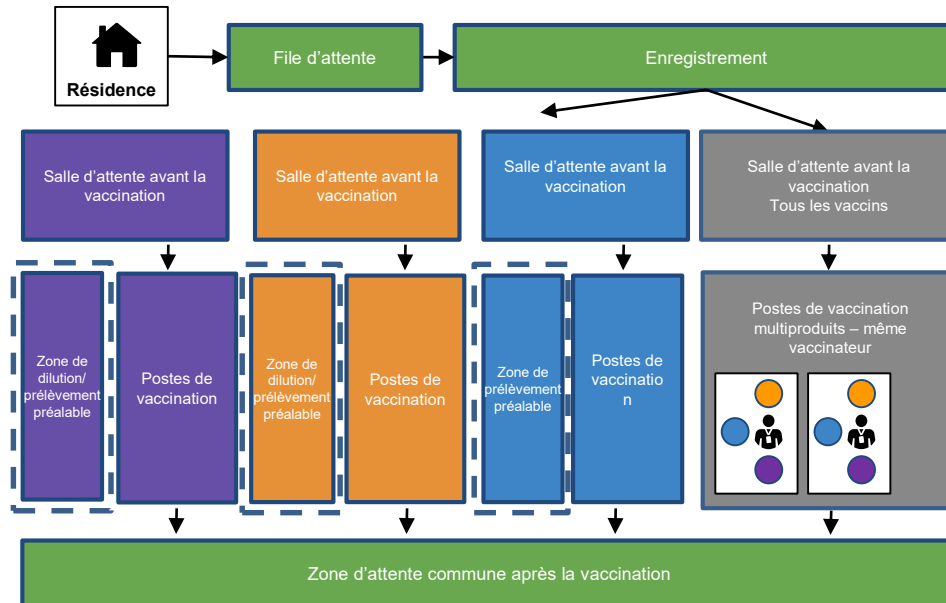 Résidence
File d'attente
Enregistrement
Salle d'attente avant la
vaccination
Salle d'attente avant la
vaccination
Salle d'attente avant la
vaccination
Salle d'attente avant la
vaccination
Tous les vaccins
Zone de
dilution/
prélèvement
préalable
Postes de
vaccination
Zone de
dilution/
prélèvement
préalable
Postes de
vaccination
Zone de
prélèvement
préalable
Postes de
vaccinatio
n
Postes de vaccination
multiproduits – même
vaccinateur
Zone d'attente commune après la vaccination